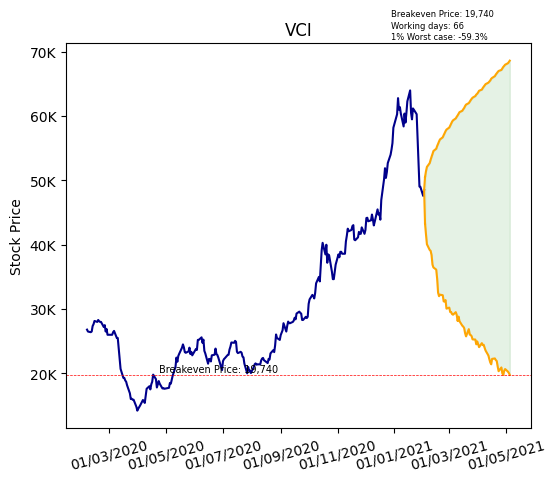 Breakeven Price: 19,740
Working days: 66
1% Worst case: -59.3%
VCI
70K
60K
50K
40K
30K
20K
Stock Price
Breakeven Price: 19,740
01/03/2020
01/05/2020
01/07/2020
01/09/2020
01/11/2020
01/01/2021
01/03/2021
01/05/2021